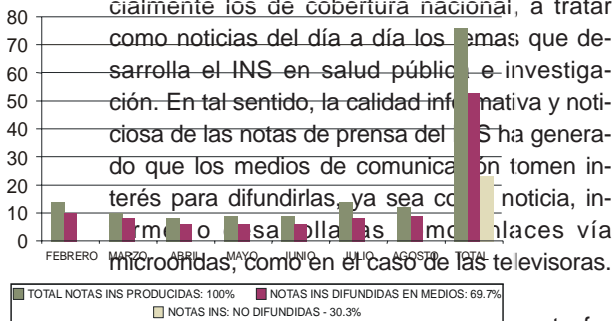 cialmente los de cobertura nacional, a tratar
como noticias del día a día los temas que de-
sarrolla el INS en salud pública e investiga-
ción. En tal sentido, la calidad informativa y noti-
ciosa de las notas de prensa del INS ha genera-
do que los medios de comunicación tomen in-
terés para difundirlas, ya sea como noticia, in-
forme o desarrollarlas como enlaces vía
microondas, como en el caso de las televisoras.
80
70
60
50
40
30
20
10
0
FEBRERO MARZO ABRIL MAYO JUNIO JULIO AGOSTO TOTAL
TOTAL NOTAS INS PRODUCIDAS: 100% NOTAS INS DIFUNDIDAS EN MEDIOS: 69.7%
NOTAS INS: NO DIFUNDIDAS - 30.3%